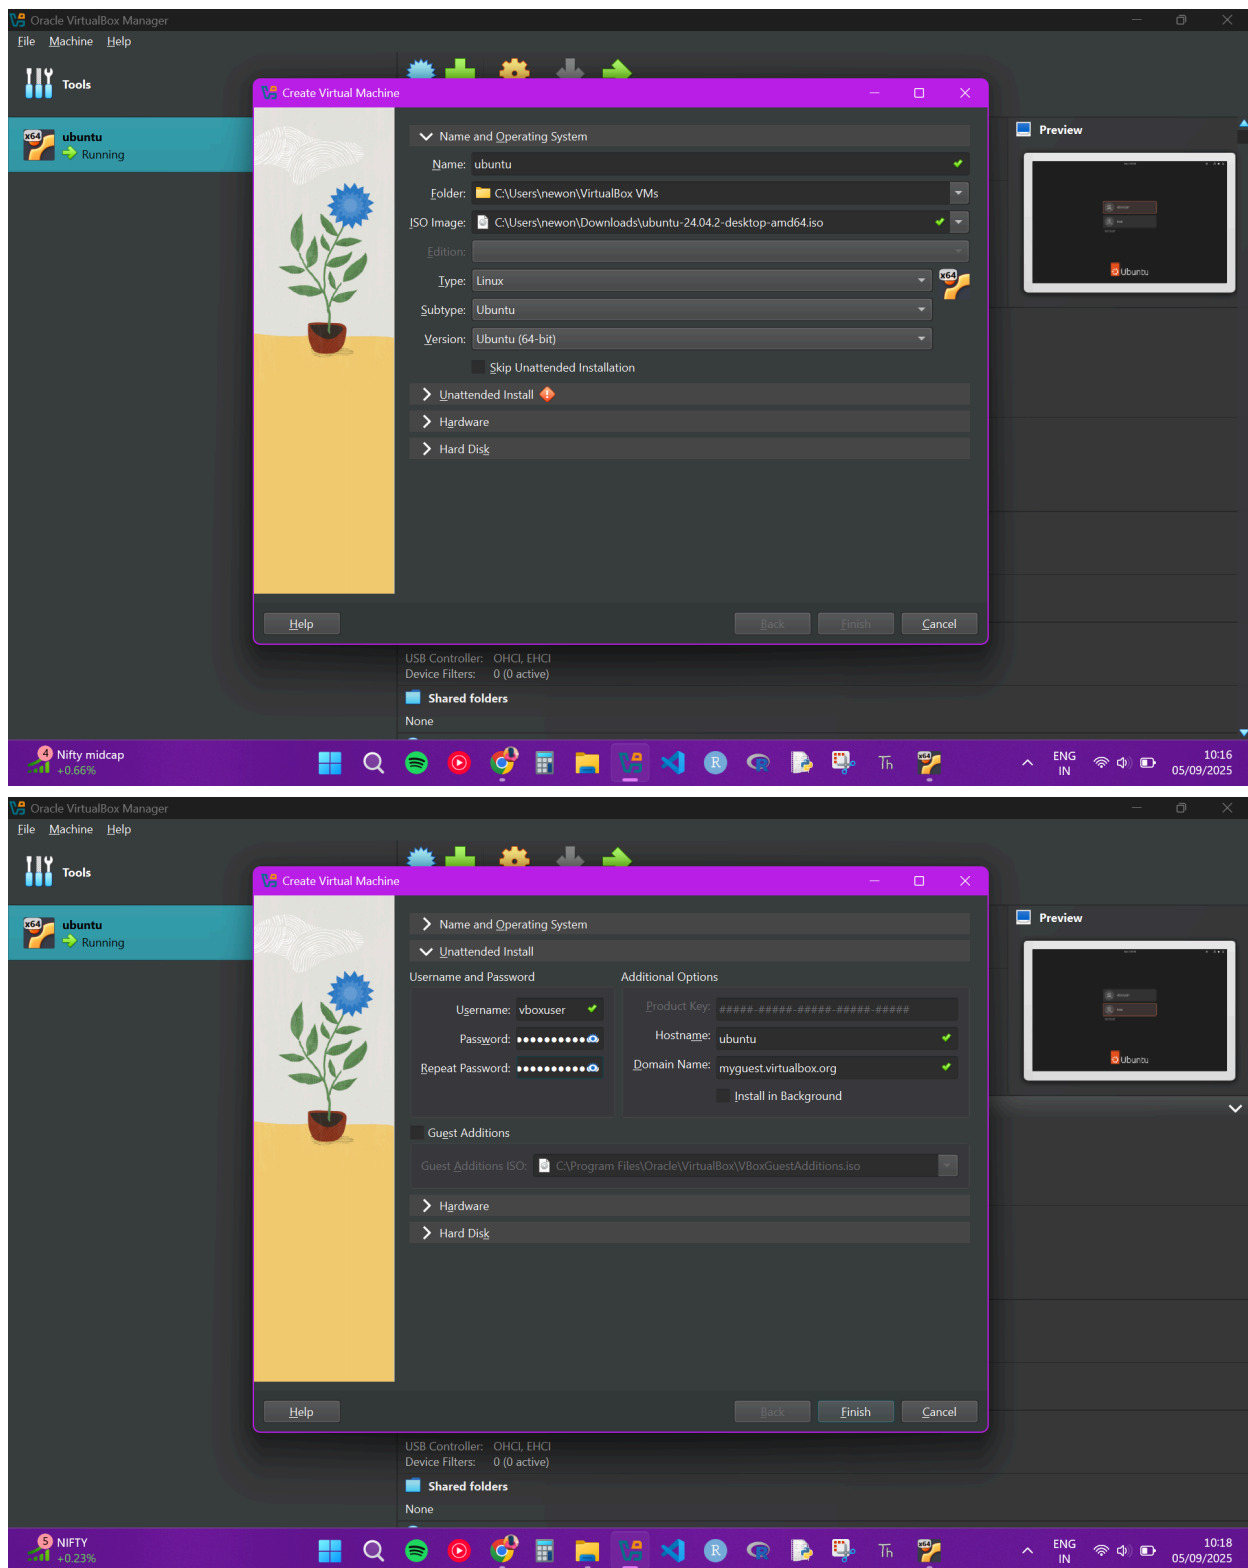 Oracle VirtualBox Manager
File Machine Help
Tools
x64
ubuntu
Running
Create Virtual Machine
Name and Operating System
Name: ubuntu
Folder: C:\Users\newon\VirtualBox VMs
ISO Image: C:\Users\newon\Downloads\ubuntu-24.04.2-desktop-amd64.iso
Edition:
Type: Linux
x64
Subtype: Ubuntu
Version: Ubuntu (64-bit)
Skip Unattended Installation
Unattended Install
Hardware
Hard Disk
Help Back Finish Cancel
Preview
Ubuntu
USB Controller: OHCI, EHCI
Device Filters: 0 (0 active)
Shared folders
None
4 Nifty midcap
+0.66%
R
R
Th
x64
ENG
IN
10:16
05/09/2025
Oracle VirtualBox Manager
File Machine Help
Tools
x64
ubuntu
Running
Create Virtual Machine
Name and Operating System
Unattended Install
Username and Password
Additional Options
Username: vboxuser
Password: ●●●●●●●●●●
Repeat Password: ●●●●●●●●●●
Product Key: #####-#####-#####-#####-#####
Hostname: ubuntu
Domain Name: myguest.virtualbox.org
Install in Background
Guest Additions
Guest Additions ISO: C:\Program Files\Oracle\VirtualBox\VBoxGuestAdditions.iso
Hardware
Hard Disk
Help Back Finish Cancel
Preview
Ubuntu
USB Controller: OHCI, EHCI
Device Filters: 0 (0 active)
Shared folders
None
5 NIFTY
+0.23%
R
R
Th
x64
ENG
IN
10:18
05/09/2025